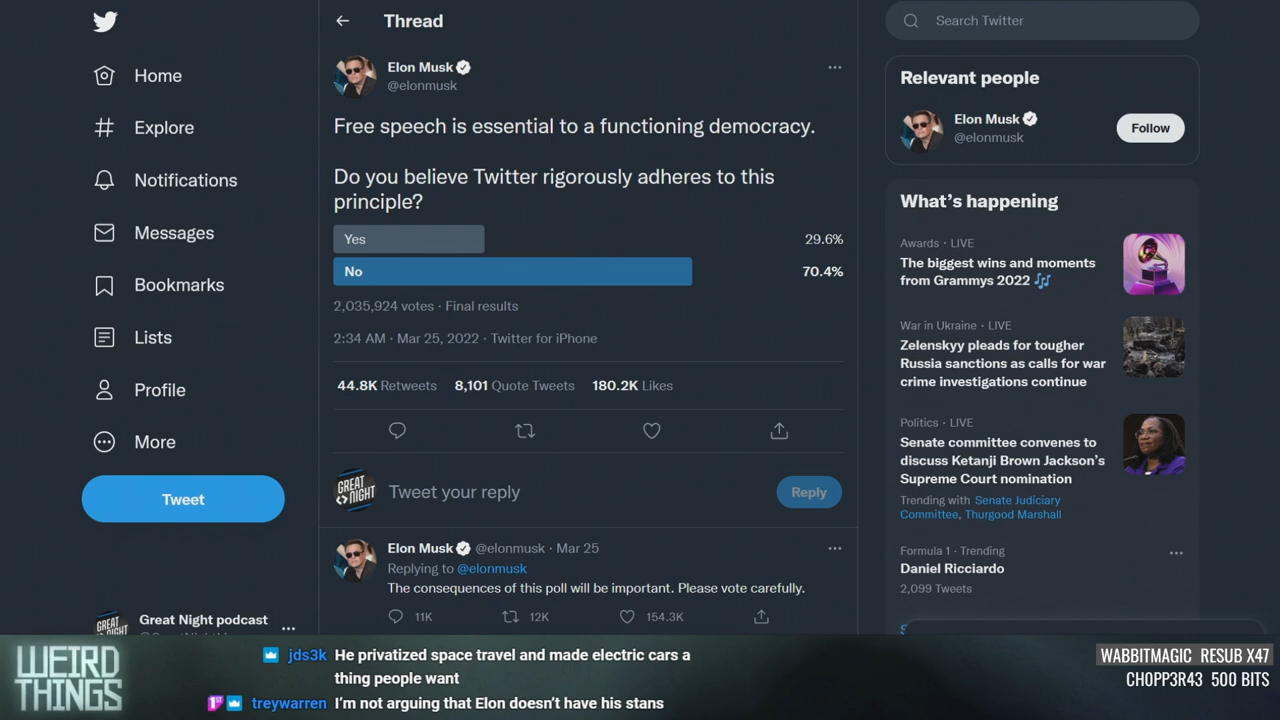 Thread
Search Twitter
Home
Explore
Notifications
Messages
Bookmarks
Lists
Profile
More
Tweet
Great Night podcast
Elon Musk
@elonmusk
Free speech is essential to a functioning democracy.
Do you believe Twitter rigorously adheres to this
principle?
Yes 29.6%
No 70.4%
2,035,924 votes · Final results
2:34 AM · Mar 25, 2022 · Twitter for iPhone
44.8K Retweets 8,101 Quote Tweets 180.2K Likes
GREAT NIGHT
Tweet your reply
Reply
Elon Musk @elonmusk · Mar 25
Replying to @elonmusk
The consequences of this poll will be important. Please vote carefully.
11K 12K 154.3K
Relevant people
Elon Musk
@elonmusk
Follow
What's happening
Awards · LIVE
The biggest wins and moments
from Grammys 2022 🎶
War in Ukraine · LIVE
Zelenskyy pleads for tougher
Russia sanctions as calls for war
crime investigations continue
Politics · LIVE
Senate committee convenes to
discuss Ketanji Brown Jackson's
Supreme Court nomination
Trending with Senate Judiciary
Committee, Thurgood Marshall
Formula 1 · Trending
Daniel Ricciardo
2,099 Tweets
WEIRD
THINGS
jds3k He privatized space travel and made electric cars a
thing people want
1ST treywarren I'm not arguing that Elon doesn't have his stans
WABBITMAGIC RESUB X47
CHOPP3R43 500 BITS